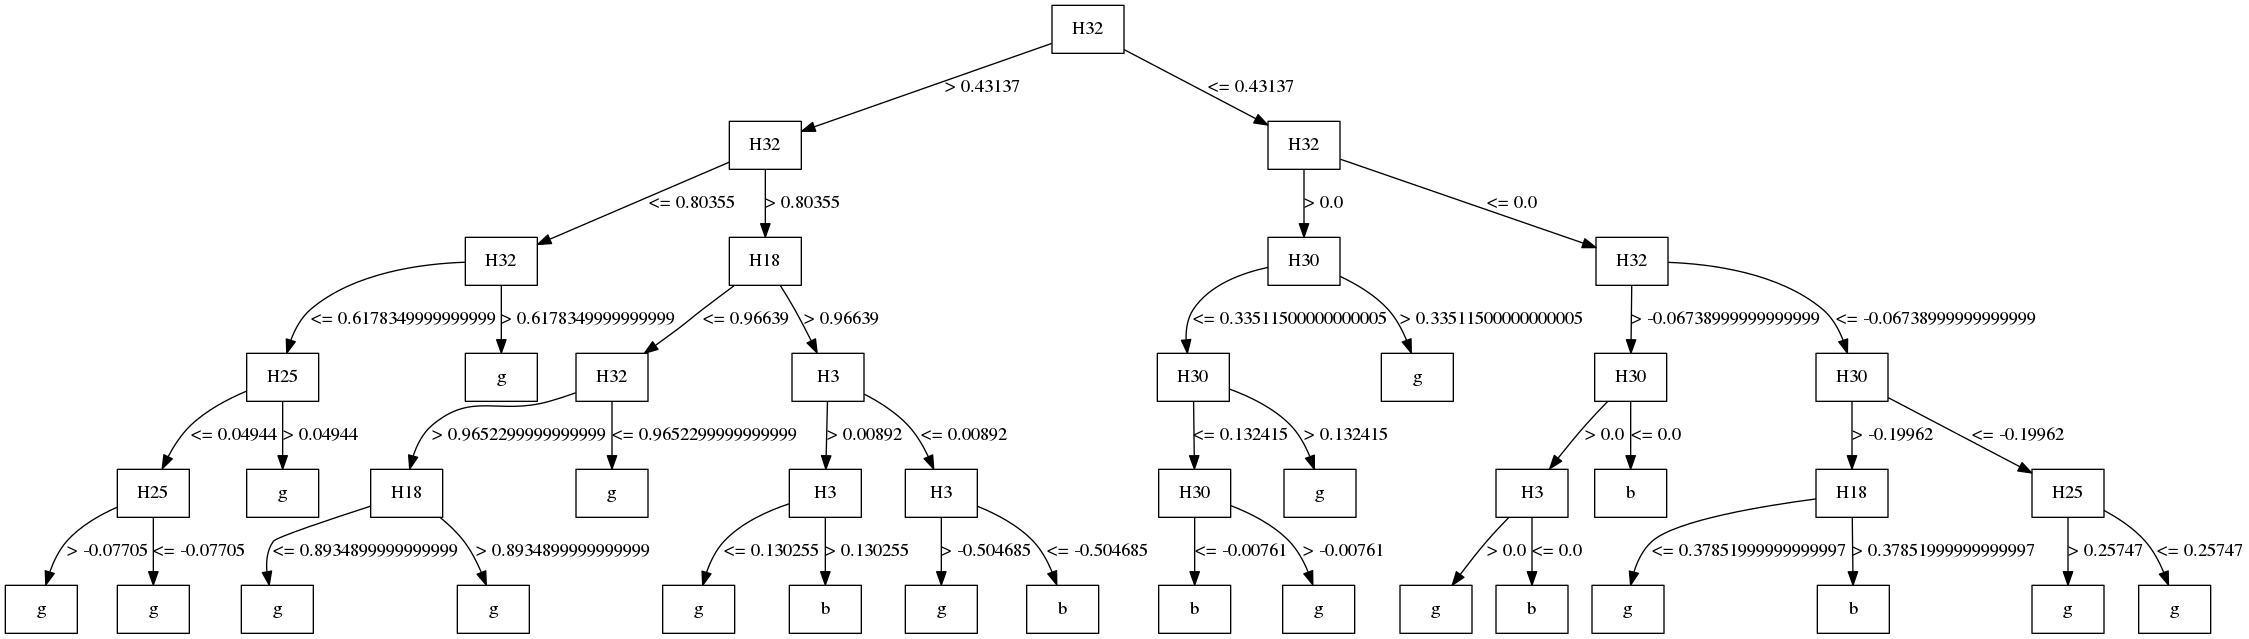 H32
> 0.43137 <= 0.43137
H32 H32
<= 0.80355 > 0.80355 > 0.0 <= 0.0
H32 H18 H30 H32
<= 0.6178349999999999 > 0.6178349999999999 <= 0.96639 > 0.96639 <= 0.33511500000000005 > 0.33511500000000005 > -0.06738999999999999 <= -0.06738999999999999
H25 g H32 H3 H30 g H30 H30
<= 0.04944 > 0.04944 > 0.9652299999999999 <= 0.9652299999999999 > 0.00892 <= 0.00892 <= 0.132415 > 0.132415 > 0.0 <= 0.0 > -0.19962 <= -0.19962
H25 g H18 g H3 H3 H30 g H3 b H18 H25
> -0.07705 <= -0.07705 <= 0.8934899999999999 > 0.8934899999999999 <= 0.130255 > 0.130255 > -0.504685 <= -0.504685 <= -0.00761 > -0.00761 > 0.0 <= 0.0 <= 0.37851999999999997 > 0.37851999999999997 > 0.25747 <= 0.25747
g g g g g b g b b g g b g b g g